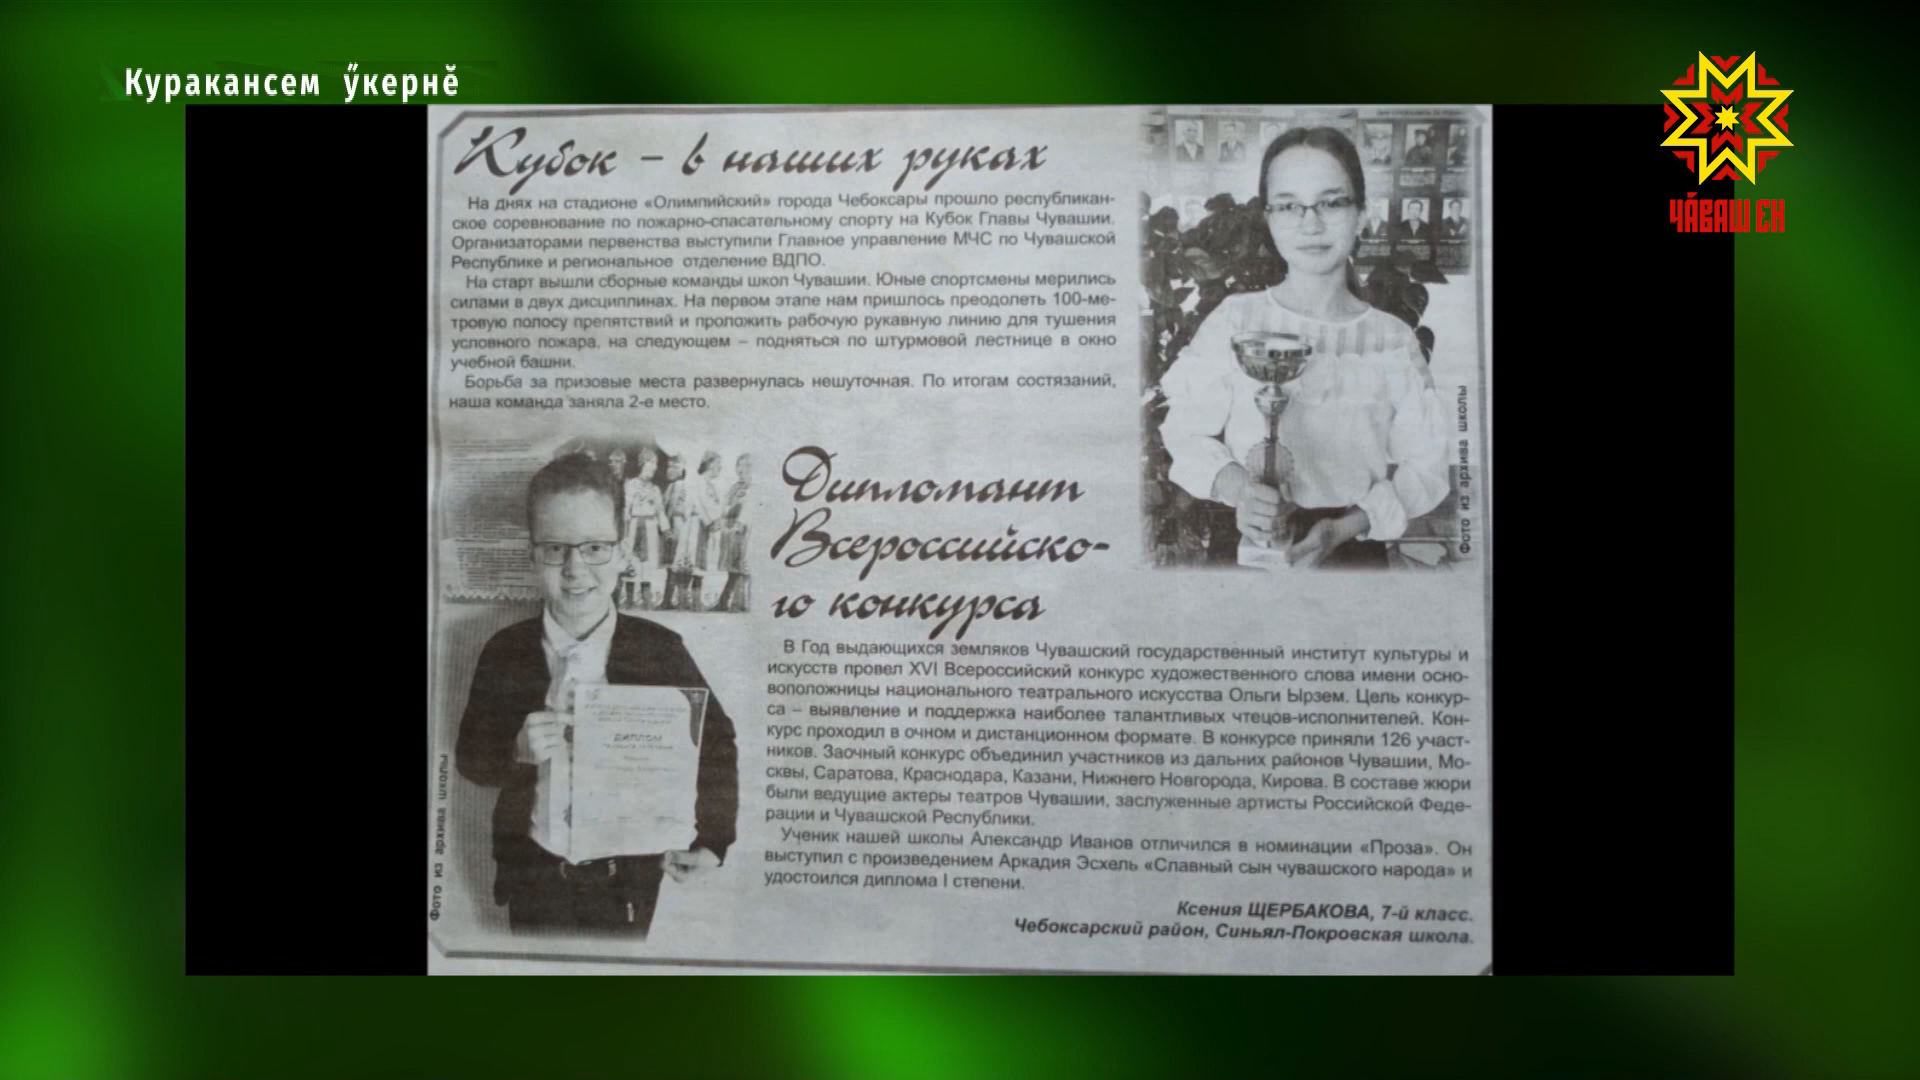 Куракансем ӳкернӗ
ЧӐВАШ ЕН
Кубок – в наших руках
На днях на стадионе «Олимпийский» города Чебоксары прошло республикан-
ское соревнование по пожарно-спасательному спорту на Кубок Главы Чувашии.
Организаторами первенства выступили Главное управление МЧС по Чувашской
Республике и региональное отделение ВДПО.
На старт вышли сборные команды школ Чувашии. Юные спортсмены мерились
силами в двух дисциплинах. На первом этапе нам пришлось преодолеть 100-ме-
тровую полосу препятствий и проложить рабочую рукавную линию для тушения
условного пожара, на следующем – подняться по штурмовой лестнице в окно
учебной башни.
Борьба за призовые места развернулась нешуточная. По итогам состязаний,
наша команда заняла 2-е место.
Фото из архива школы
Дипломант
Всероссийско-
го конкурса
В Год выдающихся земляков Чувашский государственный институт культуры и
искусств провел XVI Всероссийский конкурс художественного слова имени осно-
воположницы национального театрального искусства Ольги Ырзем. Цель конкур-
са – выявление и поддержка наиболее талантливых чтецов-исполнителей. Кон-
курс проходил в очном и дистанционном формате. В конкурсе приняли 126 участ-
ников. Заочный конкурс объединил участников из дальних районов Чувашии, Мо-
сквы, Саратова, Краснодара, Казани, Нижнего Новгорода, Кирова. В составе жюри
были ведущие актеры театров Чувашии, заслуженные артисты Российской Феде-
рации и Чувашской Республики.
Ученик нашей школы Александр Иванов отличился в номинации «Проза». Он
выступил с произведением Аркадия Эсхель «Славный сын чувашского народа» и
удостоился диплома I степени.
Ксения ЩЕРБАКОВА, 7-й класс.
Чебоксарский район, Синьял-Покровская школа.
Фото из архива школы
ДИПЛОМ